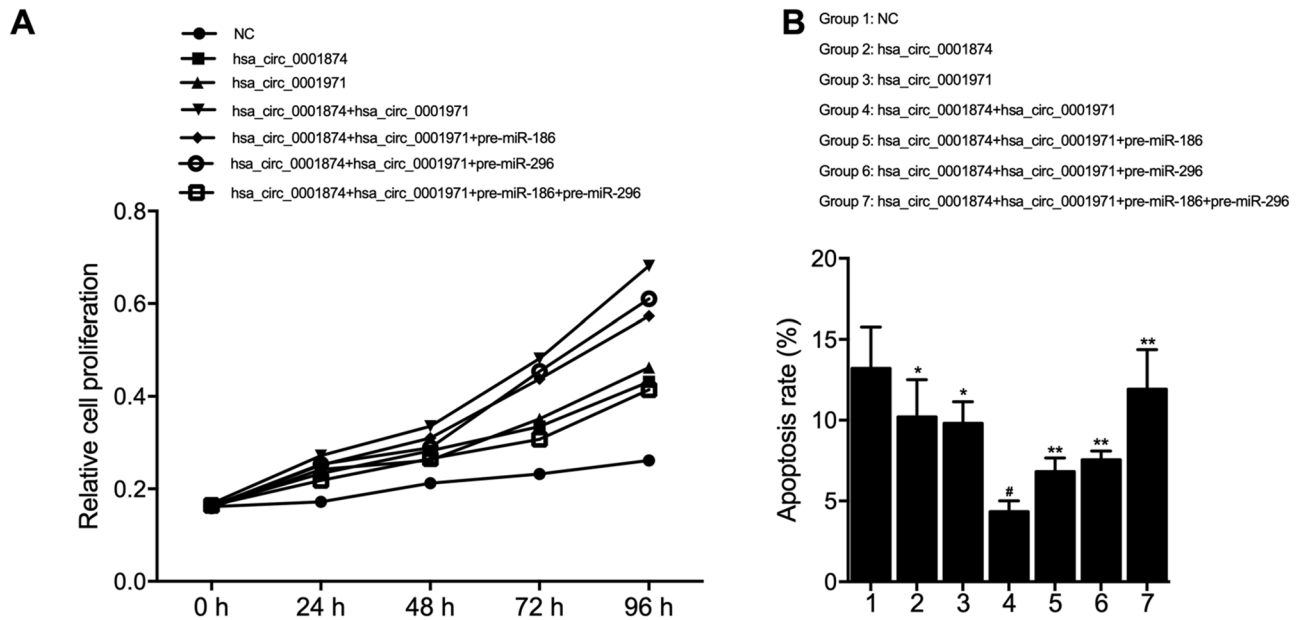 A
NC
hsa_circ_0001874
hsa_circ_0001971
hsa_circ_0001874+hsa_circ_0001971
hsa_circ_0001874+hsa_circ_0001971+pre-miR-186
hsa_circ_0001874+hsa_circ_0001971+pre-miR-296
hsa_circ_0001874+hsa_circ_0001971+pre-miR-186+pre-miR-296
Relative cell proliferation
0.8
0.6
0.4
0.2
0.0
0 h 24 h 48 h 72 h 96 h
B
Group 1: NC
Group 2: hsa_circ_0001874
Group 3: hsa_circ_0001971
Group 4: hsa_circ_0001874+hsa_circ_0001971
Group 5: hsa_circ_0001874+hsa_circ_0001971+pre-miR-186
Group 6: hsa_circ_0001874+hsa_circ_0001971+pre-miR-296
Group 7: hsa_circ_0001874+hsa_circ_0001971+pre-miR-186+pre-miR-296
Apoptosis rate (%)
20
15
10
5
0
* * # ** ** **
1 2 3 4 5 6 7